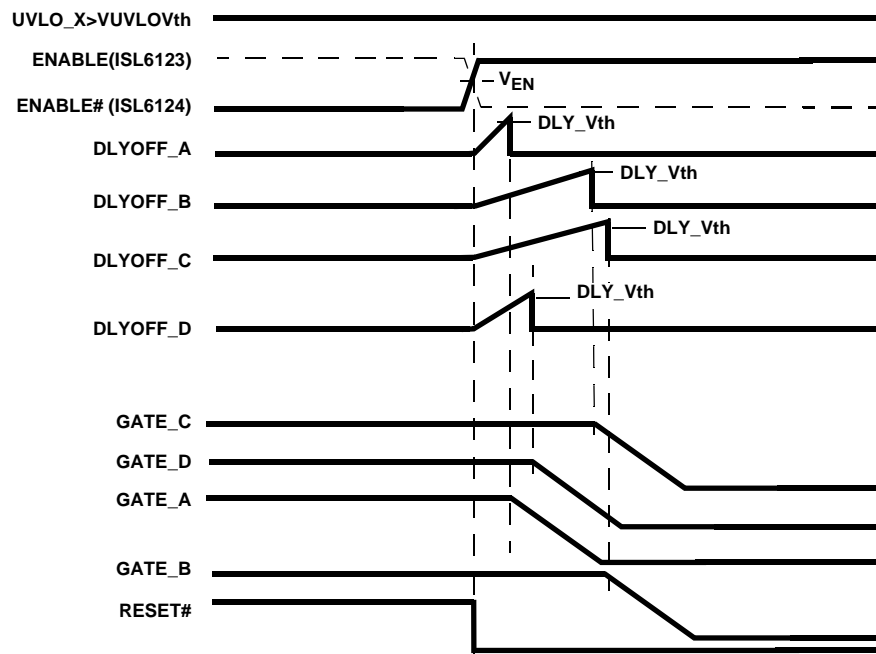 UVLO_X>VUVLOVth
ENABLE(ISL6123)
VEN
ENABLE# (ISL6124)
DLY_Vth
DLYOFF_A
DLY_Vth
DLYOFF_B
DLY_Vth
DLYOFF_C
DLY_Vth
DLYOFF_D
GATE_C
GATE_D
GATE_A
GATE_B
RESET#